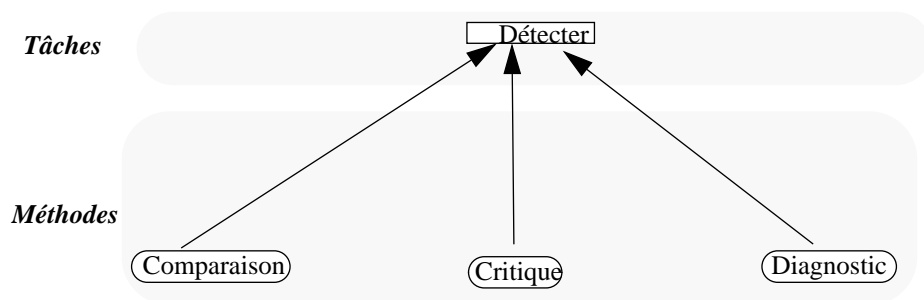 Tâches
Détecter
Méthodes
Comparaison
Critique
Diagnostic